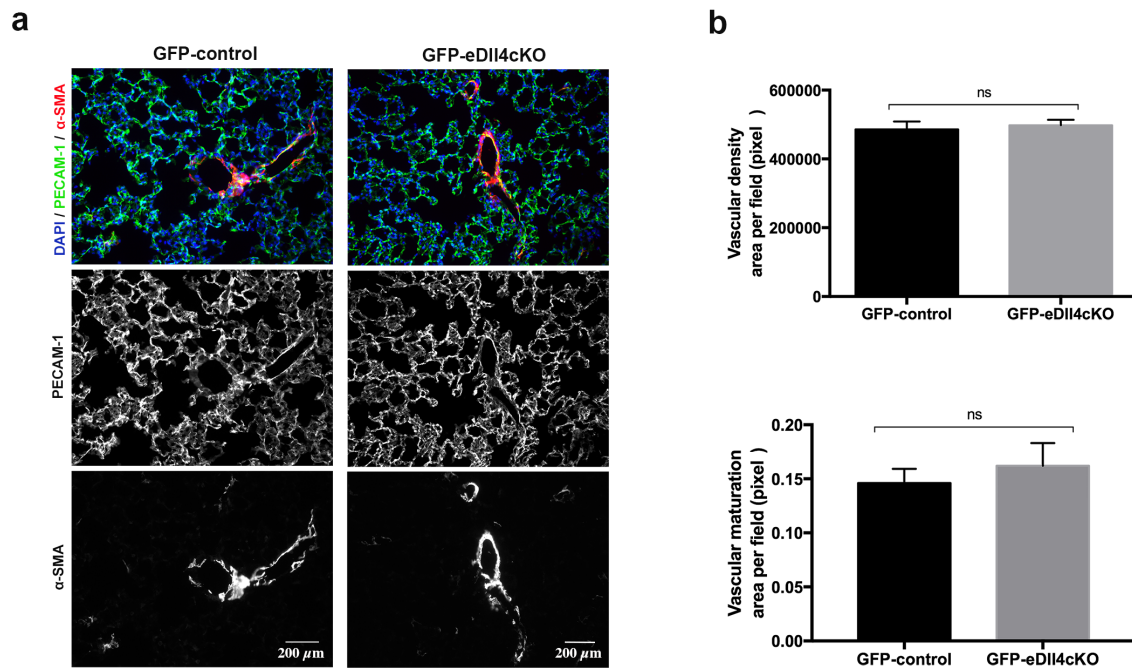 a
GFP-control
GFP-eDll4cKO
DAPI / PECAM-1 / α-SMA
PECAM-1
α-SMA
200 µm
200 µm
b
ns
Vascular density
area per field (pixel )
600000
400000
200000
0
GFP-control
GFP-eDll4cKO
ns
Vascular maturation
area per field (pixel )
0.20
0.15
0.10
0.05
0.00
GFP-control
GFP-eDll4cKO